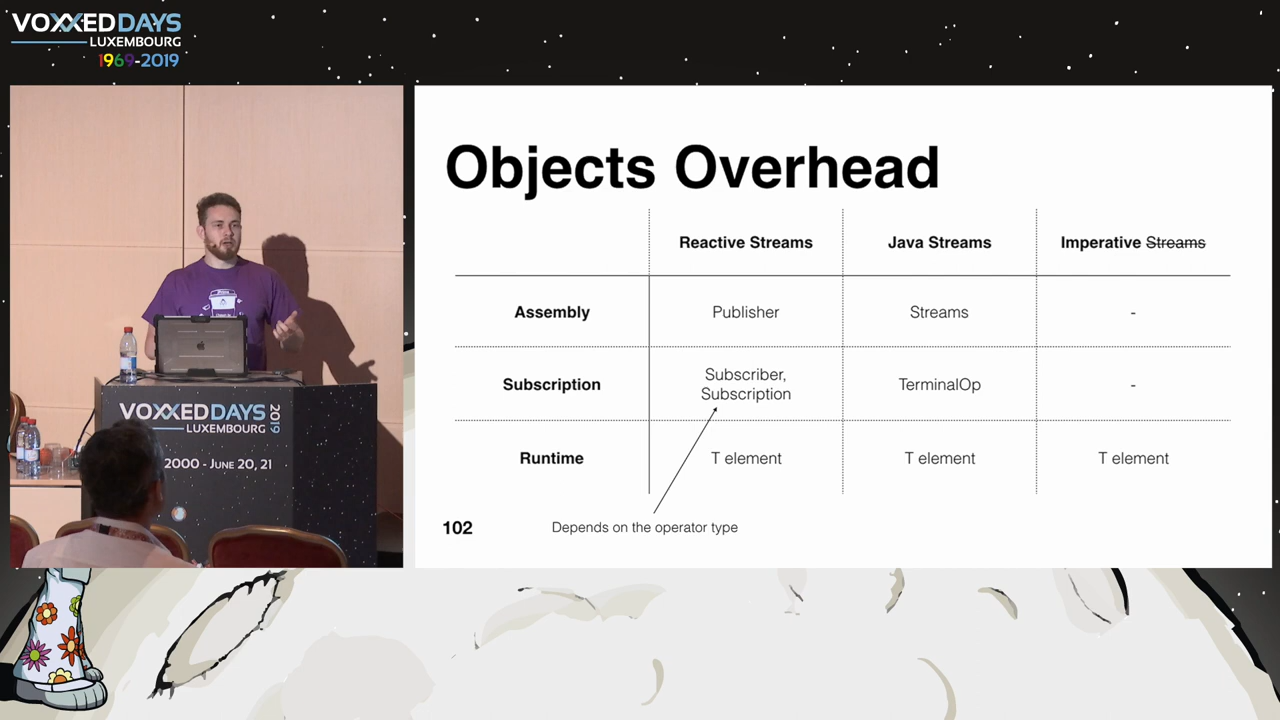 VOXXEDDAYS
LUXEMBOURG
1969-2019
VOXXEDDAYS
LUXEMBOURG
2019
2000 - JUNE 20, 21
Objects Overhead
Reactive Streams Java Streams Imperative Streams
Assembly Publisher Streams -
Subscription Subscriber, Subscription TerminalOp -
Runtime T element T element T element
102 Depends on the operator type